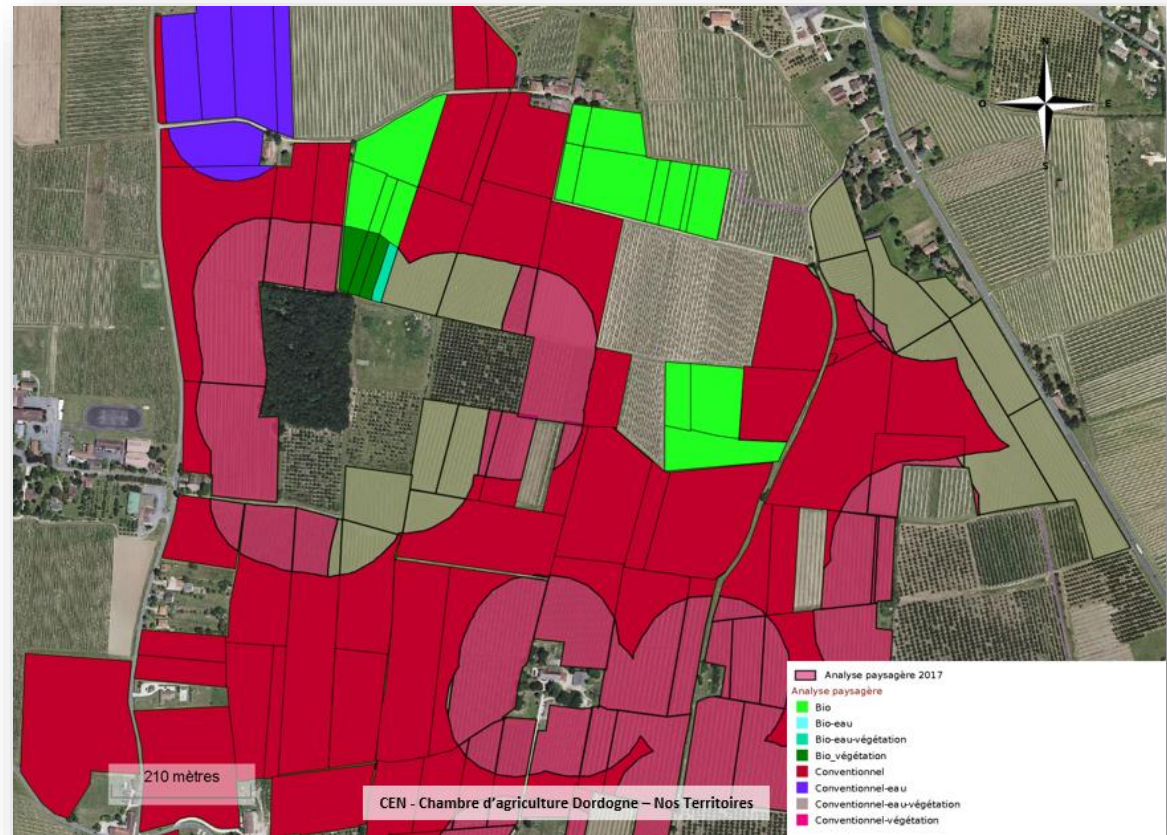 N
O
E
S
Analyse paysagère 2017
Analyse paysagère
Bio
Bio-eau
Bio-eau-végétation
Bio_végétation
Conventionnel
Conventionnel-eau
Conventionnel-eau-végétation
Conventionnel-végétation
210 mètres
CEN - Chambre d'agriculture Dordogne – Nos Territoires